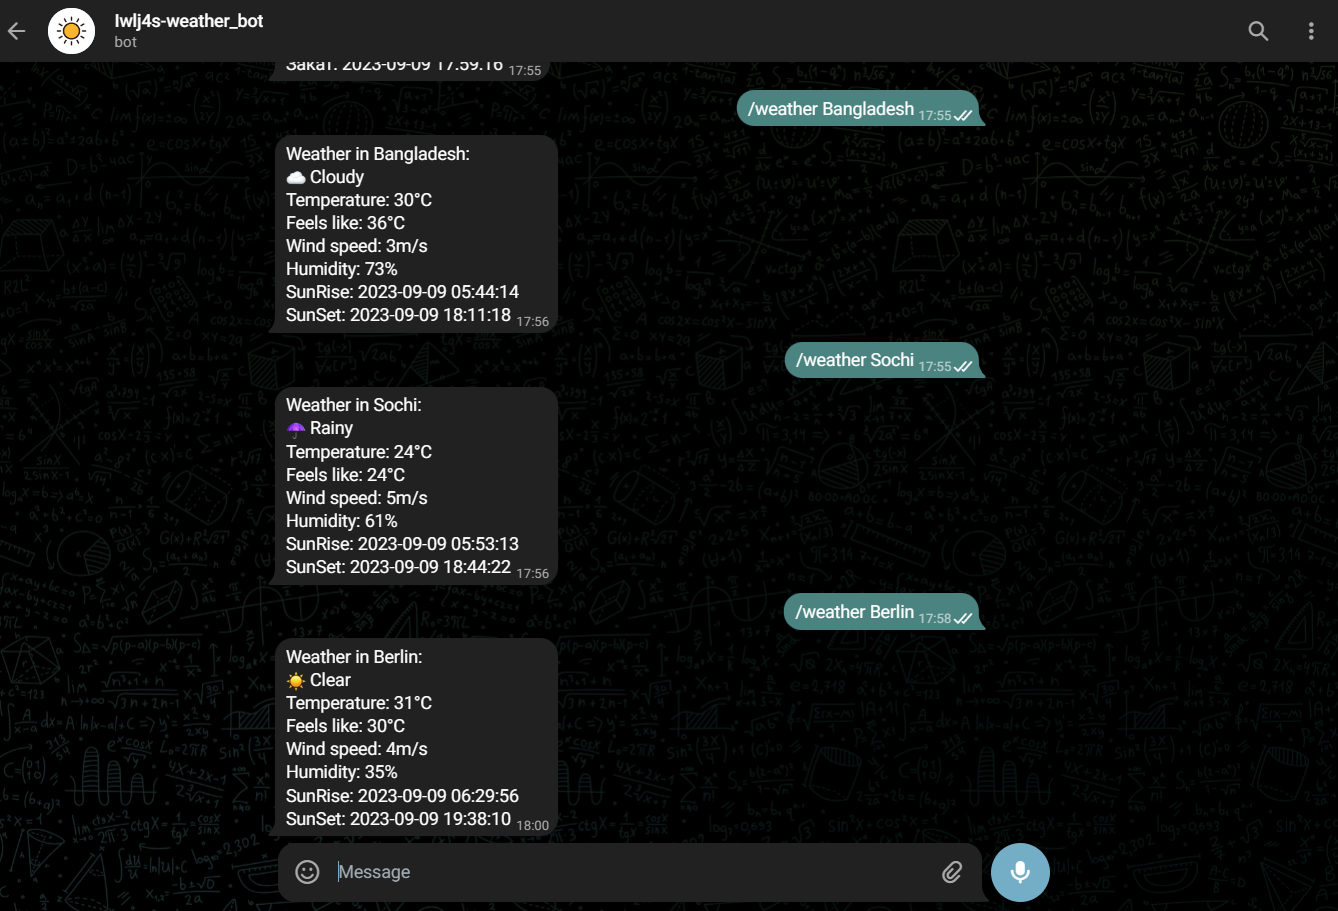 lwlj4s-weather_bot
bot
Закат: 2023-09-09 17:59:16 17:55
/weather Bangladesh 17:55
Weather in Bangladesh:
☁️ Cloudy
Temperature: 30°C
Feels like: 36°C
Wind speed: 3m/s
Humidity: 73%
SunRise: 2023-09-09 05:44:14
SunSet: 2023-09-09 18:11:18 17:56
/weather Sochi 17:55
Weather in Sochi:
☔ Rainy
Temperature: 24°C
Feels like: 24°C
Wind speed: 5m/s
Humidity: 61%
SunRise: 2023-09-09 05:53:13
SunSet: 2023-09-09 18:44:22 17:56
/weather Berlin 17:58
Weather in Berlin:
☀️ Clear
Temperature: 31°C
Feels like: 30°C
Wind speed: 4m/s
Humidity: 35%
SunRise: 2023-09-09 06:29:56
SunSet: 2023-09-09 19:38:10 18:00
Message